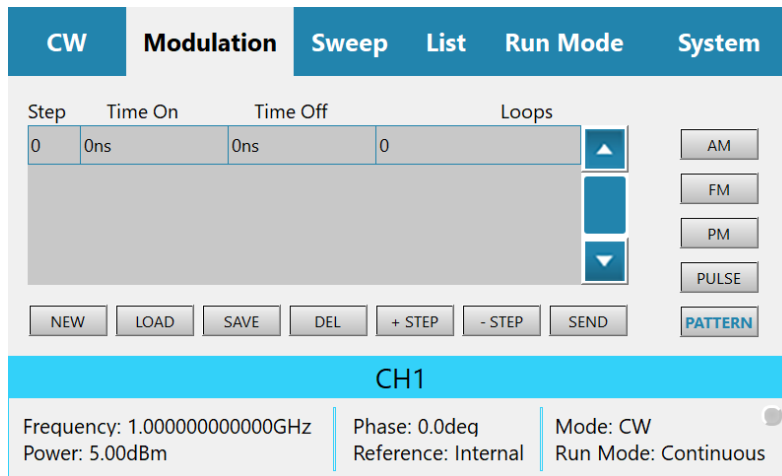 CW Modulation Sweep List Run Mode System
Step Time On Time Off Loops
0 0ns 0ns 0
AM
FM
PM
PULSE
PATTERN
NEW LOAD SAVE DEL + STEP - STEP SEND
CH1
Frequency: 1.000000000000GHz Phase: 0.0deg Mode: CW
Power: 5.00dBm Reference: Internal Run Mode: Continuous